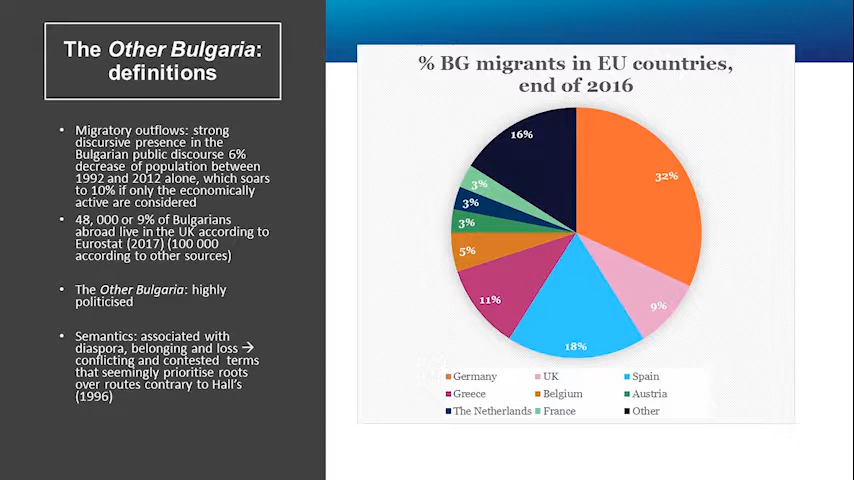 The Other Bulgaria:
definitions
• Migratory outflows: strong
discursive presence in the
Bulgarian public discourse 6%
decrease of population between
1992 and 2012 alone, which soars
to 10% if only the economically
active are considered
• 48, 000 or 9% of Bulgarians
abroad live in the UK according to
Eurostat (2017) (100 000
according to other sources)
• The Other Bulgaria: highly
politicised
• Semantics: associated with
diaspora, belonging and loss →
conflicting and contested terms
that seemingly prioritise roots
over routes contrary to Hall's
(1996)
% BG migrants in EU countries,
end of 2016
32%
9%
18%
11%
5%
3%
3%
3%
16%
Germany UK Spain
Greece Belgium Austria
The Netherlands France Other